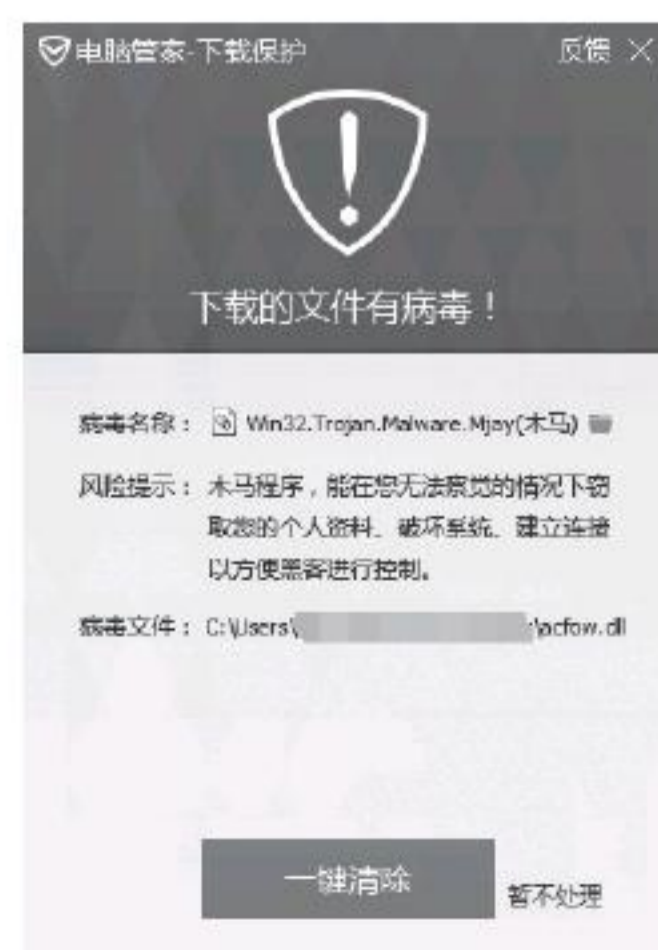 电脑管家-下载保护 反馈
下载的文件有病毒！
病毒名称： Win32.Trojan.Malware.Mjay(木马)
风险提示： 木马程序，能在您无法察觉的情况下窃
取您的个人资料、破坏系统、建立连接
以方便黑客进行控制。
病毒文件： C:\Users\ \acfow.dll
一键清除 暂不处理